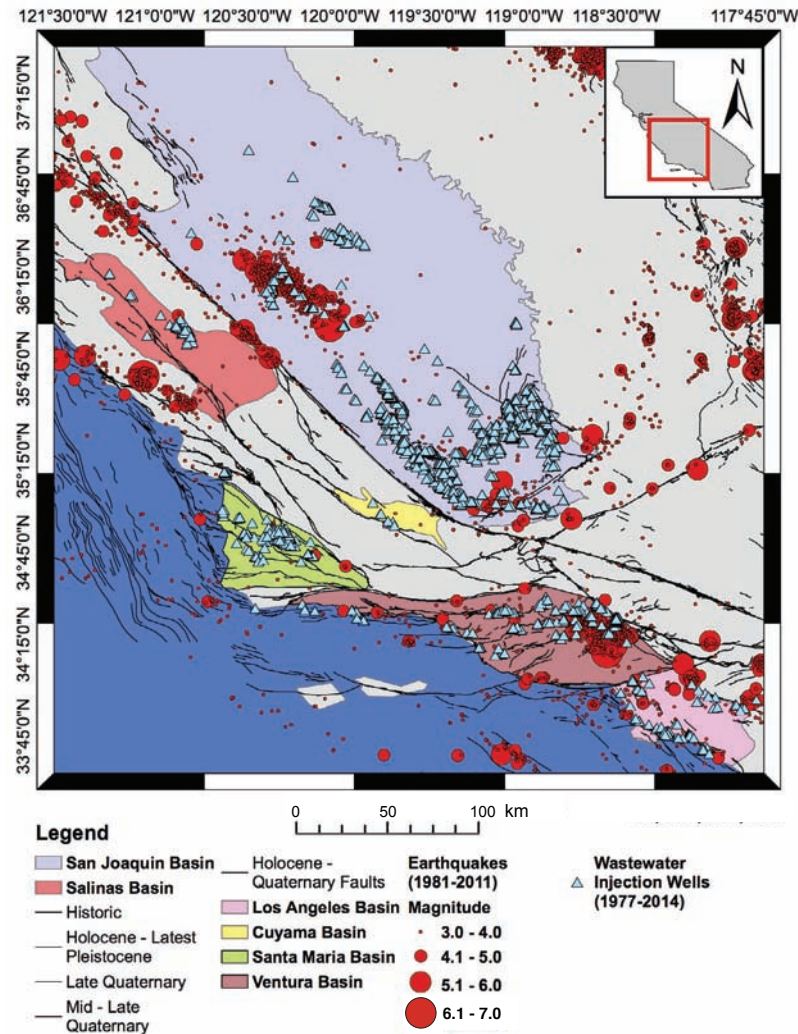 121°30'0"W 121°0'0"W 120°30'0"W 120°0'0"W 119°30'0"W 119°0'0"W 118°30'0"W 117°45'0"W
37°15'0"N
36°45'0"N
36°15'0"N
35°45'0"N
35°15'0"N
34°45'0"N
34°15'0"N
33°45'0"N
N
0 50 100 km
Legend
San Joaquin Basin
Salinas Basin
Historic
Holocene - Latest
Pleistocene
Late Quaternary
Mid - Late
Quaternary
Holocene -
Quaternary Faults
Los Angeles Basin
Cuyama Basin
Santa Maria Basin
Ventura Basin
Earthquakes
(1981-2011)
Magnitude
3.0 - 4.0
4.1 - 5.0
5.1 - 6.0
6.1 - 7.0
Wastewater
Injection Wells
(1977-2014)